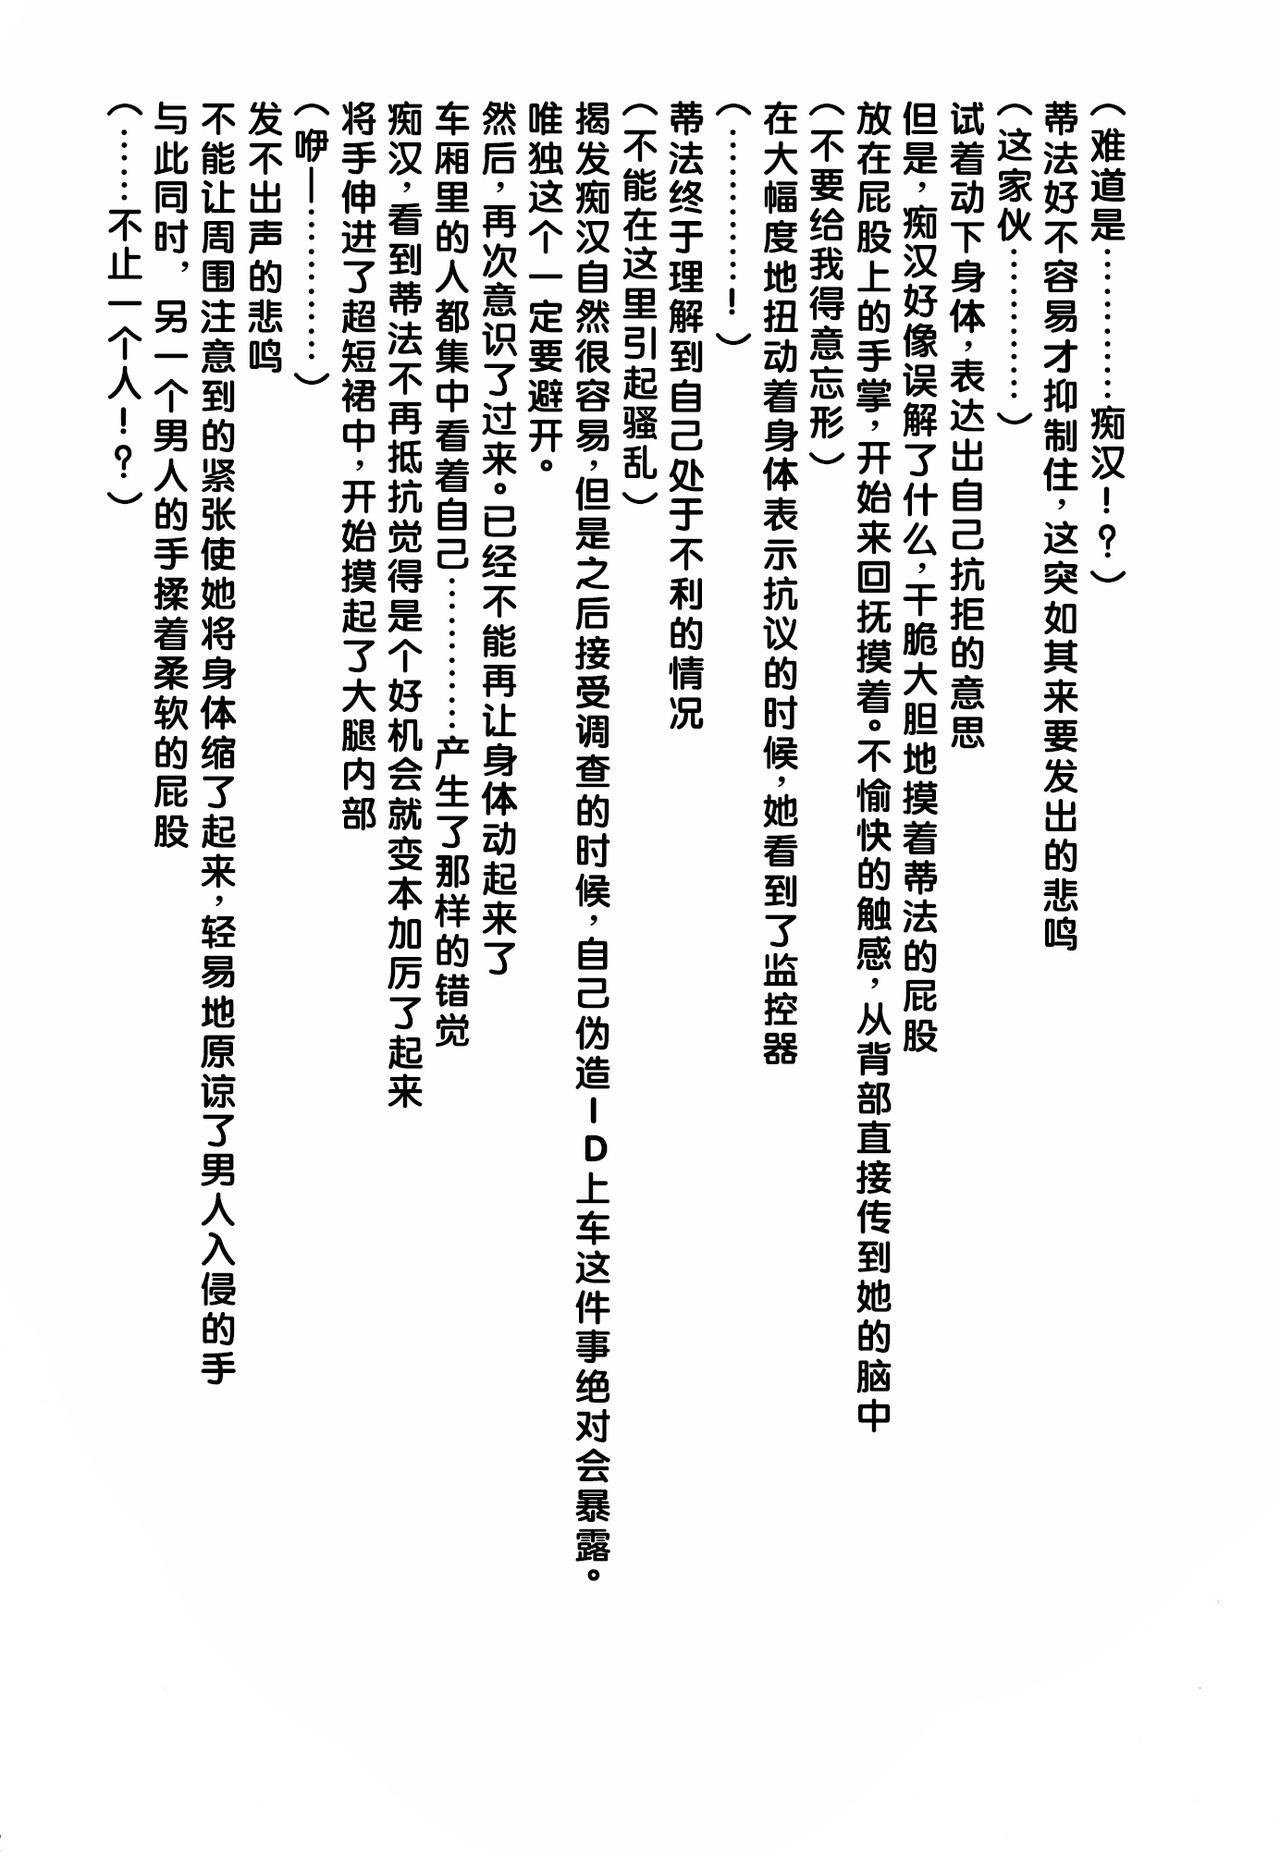 （难道是…………痴汉！？）
蒂法好不容易才抑制住，这突如其来要发出的悲鸣
（这家伙…………）
试着动下身体，表达出自己抗拒的意思
但是，痴汉好像误解了什么，干脆大胆地摸着蒂法的屁股
放在屁股上的手掌，开始来回抚摸着。不愉快的触感，从背部直接传到她的脑中
（不要给我得意忘形）
在大幅度地扭动着身体表示抗议的时候，她看到了监控器
（…………！）
蒂法终于理解到自己处于不利的情况
（不能在这里引起骚乱）
揭发痴汉自然很容易，但是之后接受调查的时候，自己伪造ID上车这件事绝对会暴露。
唯独这个一定要避开。
然后，再次意识了过来。已经不能再让身体动起来了
车厢里的人都集中看着自己…………产生了那样的错觉
痴汉，看到蒂法不再抵抗觉得是个好机会就变本加厉了起来
将手伸进了超短裙中，开始摸起了大腿内部
（咿—…………）
发不出声的悲鸣
不能让周围注意到的紧张使她将身体缩了起来，轻易地原谅了男人入侵的手
与此同时，另一个男人的手揉着柔软的屁股
（……不止一个人！？）